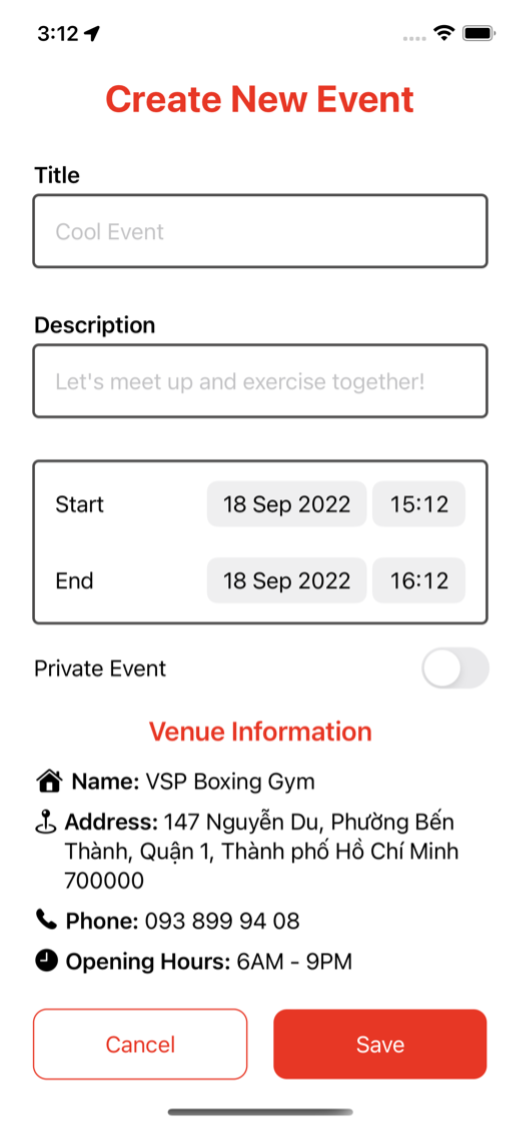 3:12
Create New Event
Title
Cool Event
Description
Let's meet up and exercise together!
Start 18 Sep 2022 15:12
End 18 Sep 2022 16:12
Private Event
Venue Information
Name: VSP Boxing Gym
Address: 147 Nguyễn Du, Phường Bến
Thành, Quận 1, Thành phố Hồ Chí Minh
700000
Phone: 093 899 94 08
Opening Hours: 6AM - 9PM
Cancel Save